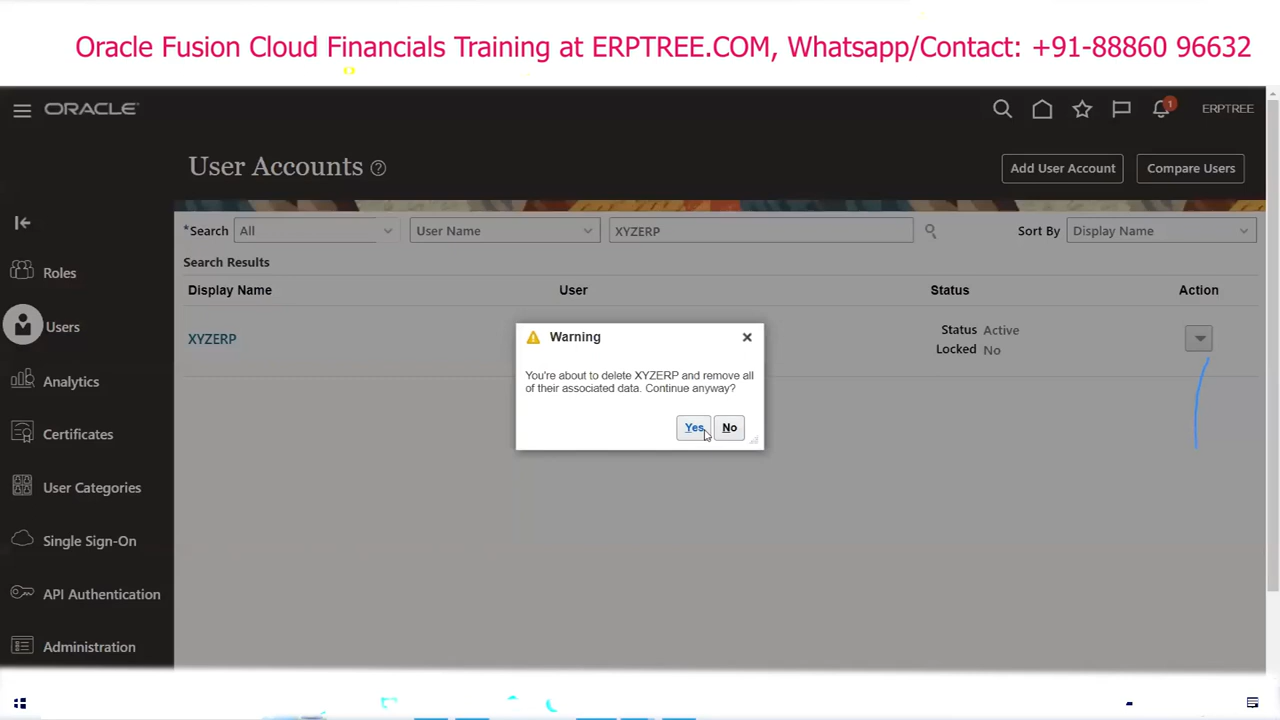 Oracle Fusion Cloud Financials Training at ERPTREE.COM, Whatsapp/Contact: +91-88860 96632
ORACLE
1
ERPTREE
User Accounts ?
Add User Account
Compare Users
*Search
All
User Name
XYZERP
Sort By
Display Name
Search Results
Display Name
User
Status
Action
XYZERP
Status Active
Locked No
Warning
You're about to delete XYZERP and remove all
of their associated data. Continue anyway?
Yes
No
Roles
Users
Analytics
Certificates
User Categories
Single Sign-On
API Authentication
Administration